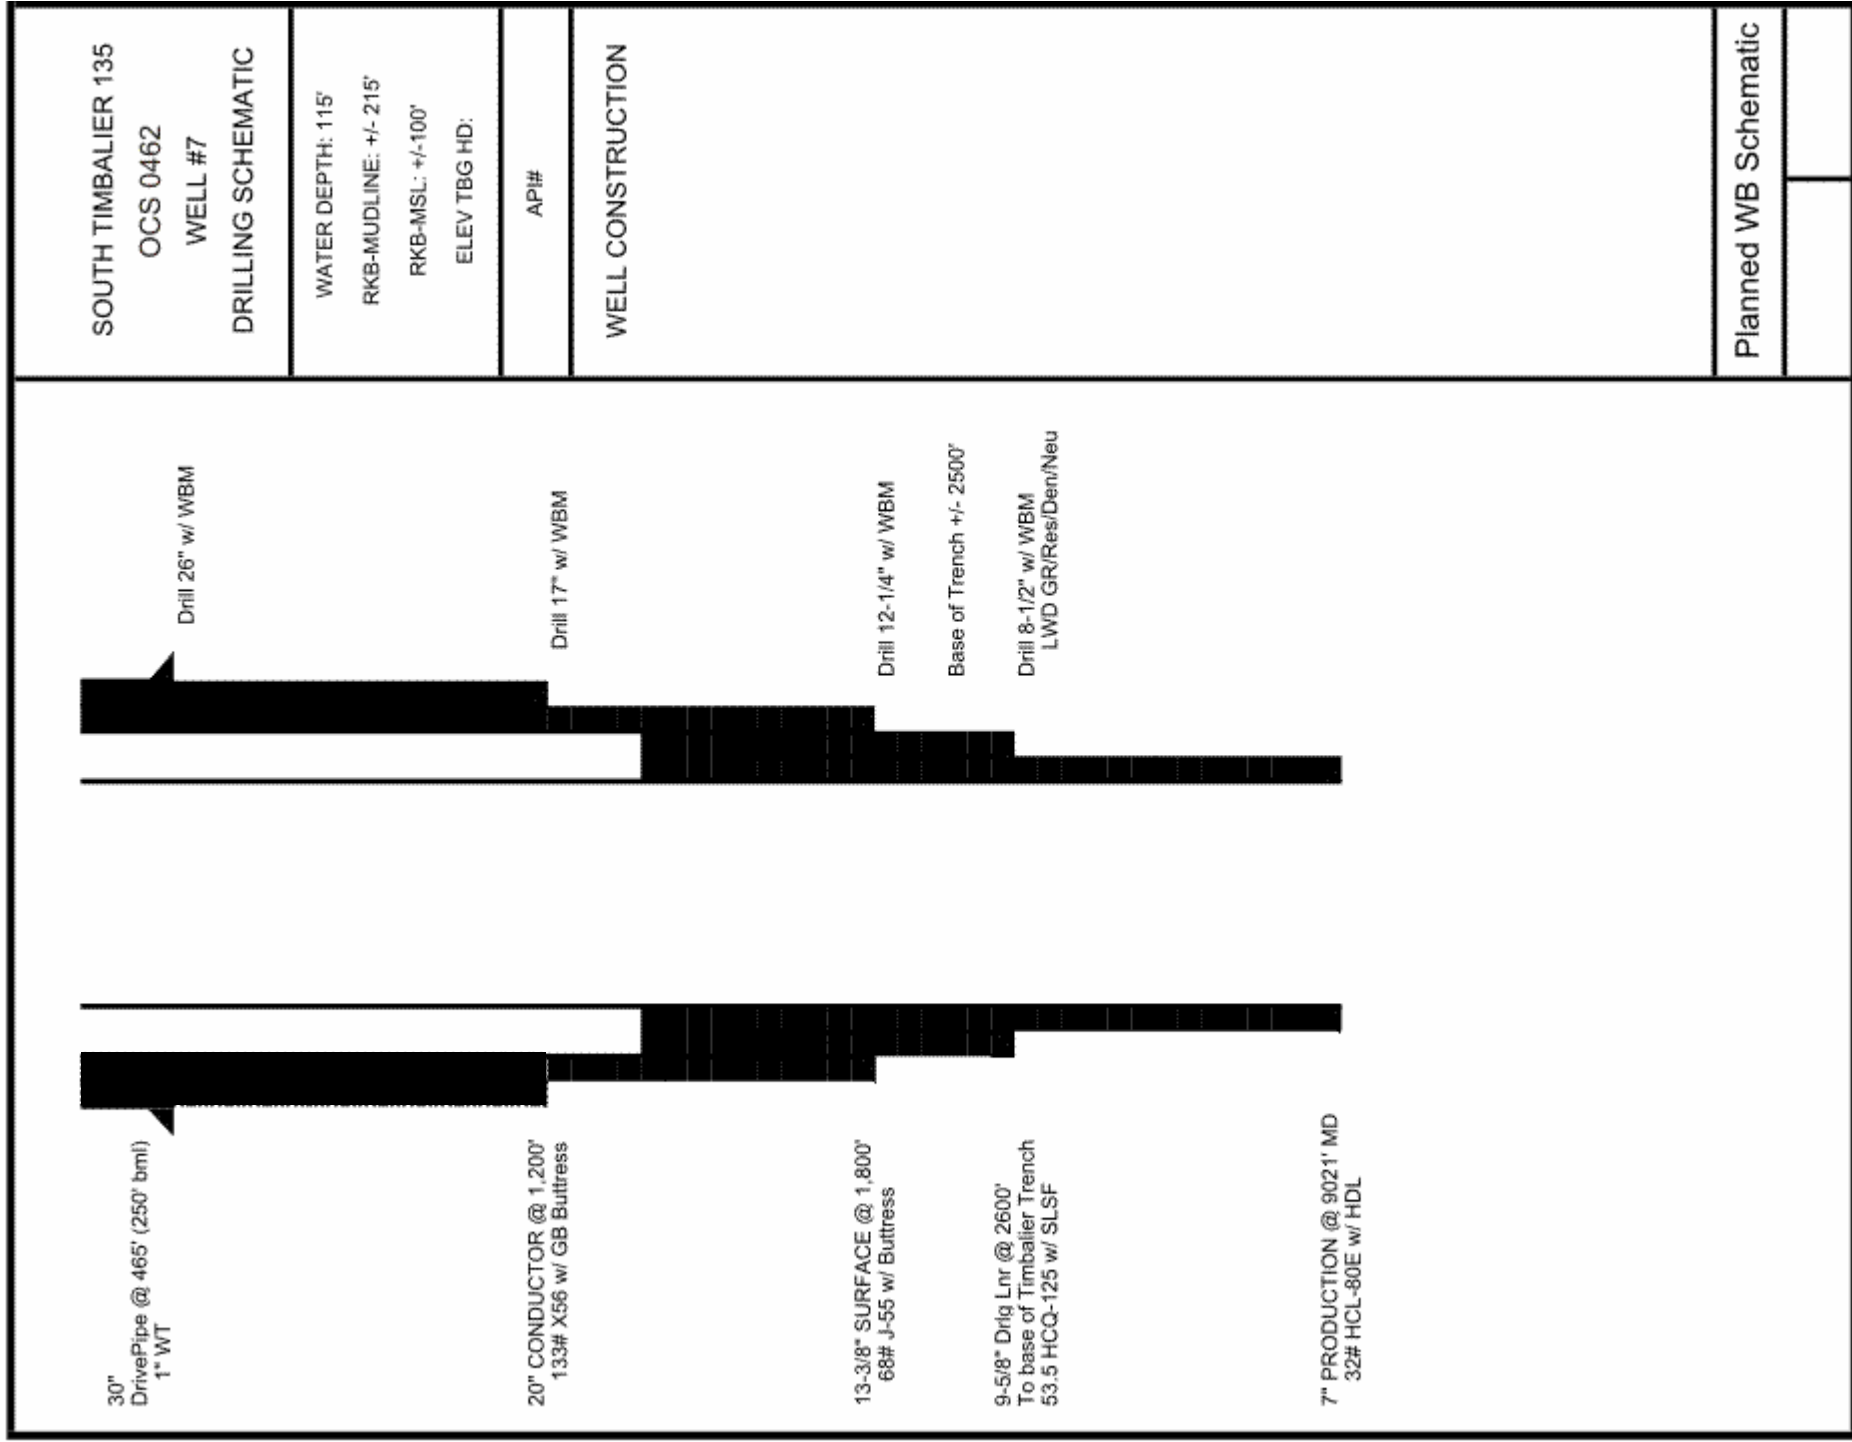 SOUTH TIMBALIER 135
OCS 0462
WELL #7
DRILLING SCHEMATIC
WATER DEPTH: 115'
RKB-MUDLINE: +/- 215'
RKB-MSL: +/-100'
ELEV TBG HD:
API#
WELL CONSTRUCTION
Planned WB Schematic
30"
DrivePipe @ 465' (250' bml)
1" WT
Drill 26" w/ WBM
20" CONDUCTOR @ 1,200'
133# X56 w/ GB Buttress
Drill 17" w/ WBM
13-3/8" SURFACE @ 1,800'
68# J-55 w/ Buttress
Drill 12-1/4" w/ WBM
Base of Trench +/- 2500'
9-5/8" Drlg Lnr @ 2600'
To base of Timbalier Trench
53.5 HCQ-125 w/ SLSF
Drill 8-1/2" w/ WBM
LWD GR/Res/Den/Neu
7" PRODUCTION @ 9021' MD
32# HCL-80E w/ HDL